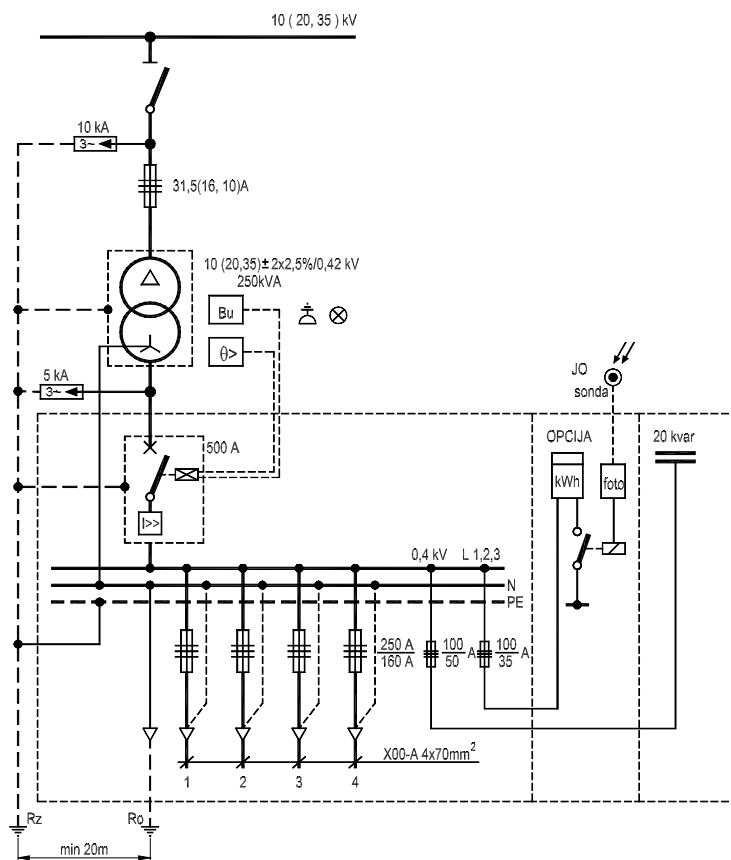 10 ( 20, 35 ) kV
10 kA
3~
31,5(16, 10)A
10 (20,35)±2x2,5%/0,42 kV
250kVA
Bu
θ>
JO
sonda
5 kA
3~
500 A
OPCIJA
20 kvar
kWh
foto
I>>
0,4 kV L 1,2,3
N
PE
250 A
160 A
100
50
A
100
35
A
X00-A 4x70mm²
1 2 3 4
Rz
Ro
min 20m